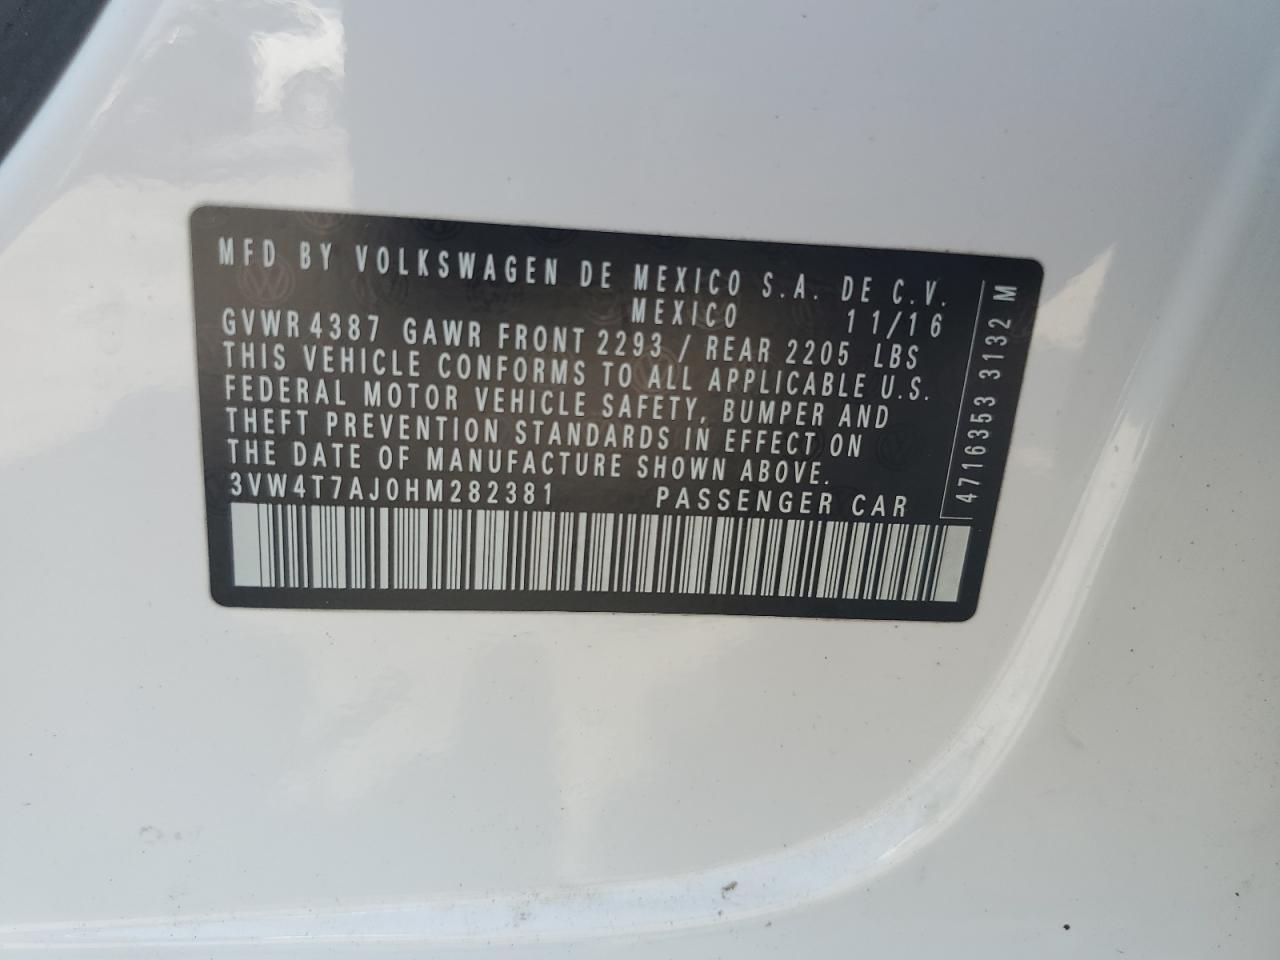 MFD BY VOLKSWAGEN DE MEXICO S.A. DE C.V.
MEXICO 11/16
GVWR 4387 GAWR FRONT 2293 / REAR 2205 LBS
THIS VEHICLE CONFORMS TO ALL APPLICABLE U.S.
FEDERAL MOTOR VEHICLE SAFETY, BUMPER AND
THEFT PREVENTION STANDARDS IN EFFECT ON
THE DATE OF MANUFACTURE SHOWN ABOVE.
3VW4T7AJ0HM282381 PASSENGER CAR
4716353 3132 M